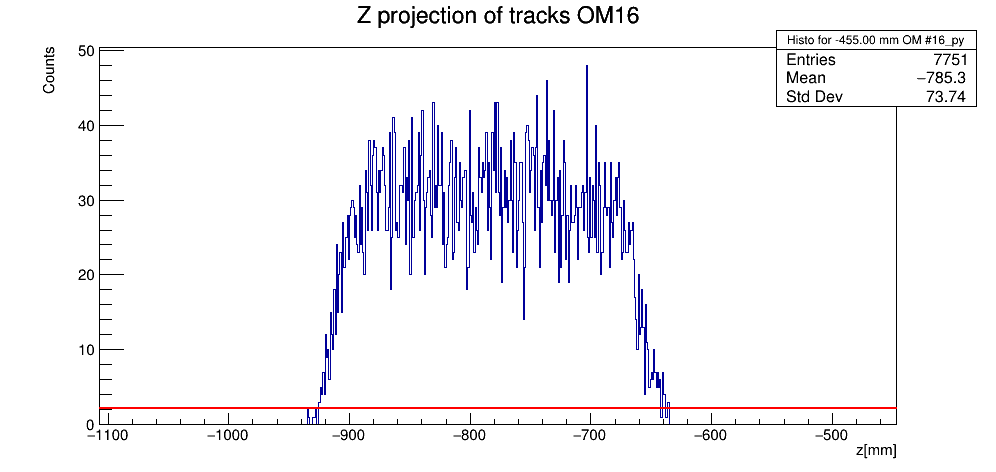 Z projection of tracks OM16
Histo for -455.00 mm OM #16_py
Entries 7751
Mean −785.3
Std Dev 73.74
Counts
50
40
30
20
10
0
−1100 −1000 −900 −800 −700 −600 −500
z[mm]